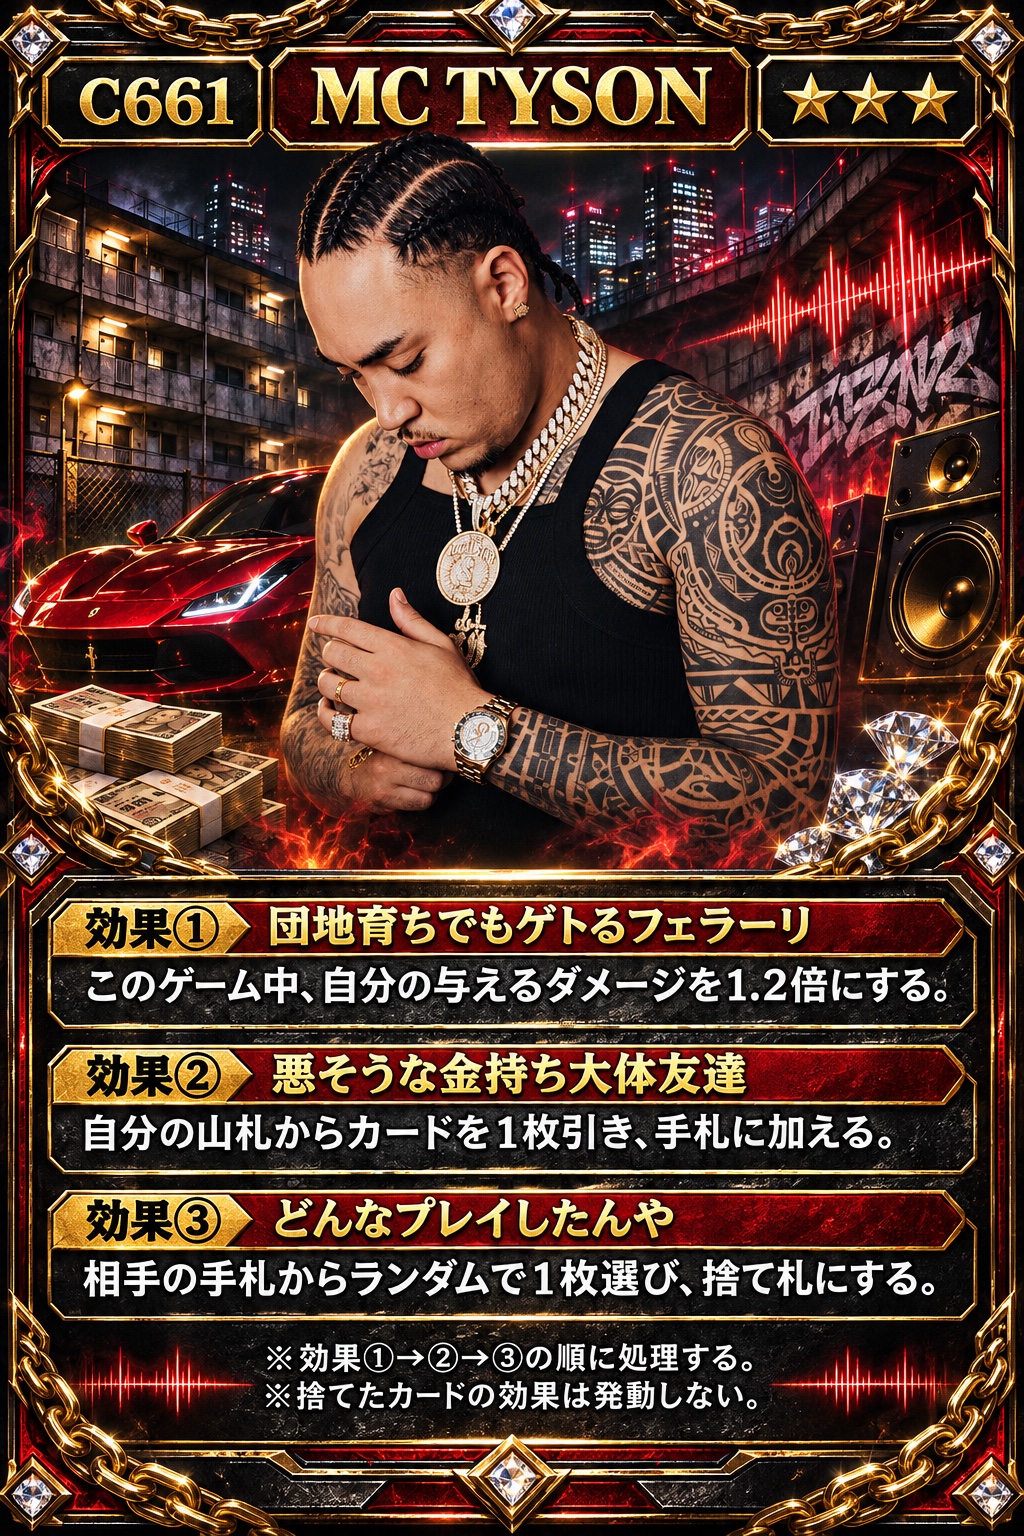 C661
MC TYSON
効果① 団地育ちでもゲトるフェラーリ
このゲーム中、自分の与えるダメージを1.2倍にする。
効果② 悪そうな金持ち大体友達
自分の山札からカードを1枚引き、手札に加える。
効果③ どんなプレイしたんや
相手の手札からランダムで1枚選び、捨て札にする。
※効果①→②→③の順に処理する。
※捨てたカードの効果は発動しない。